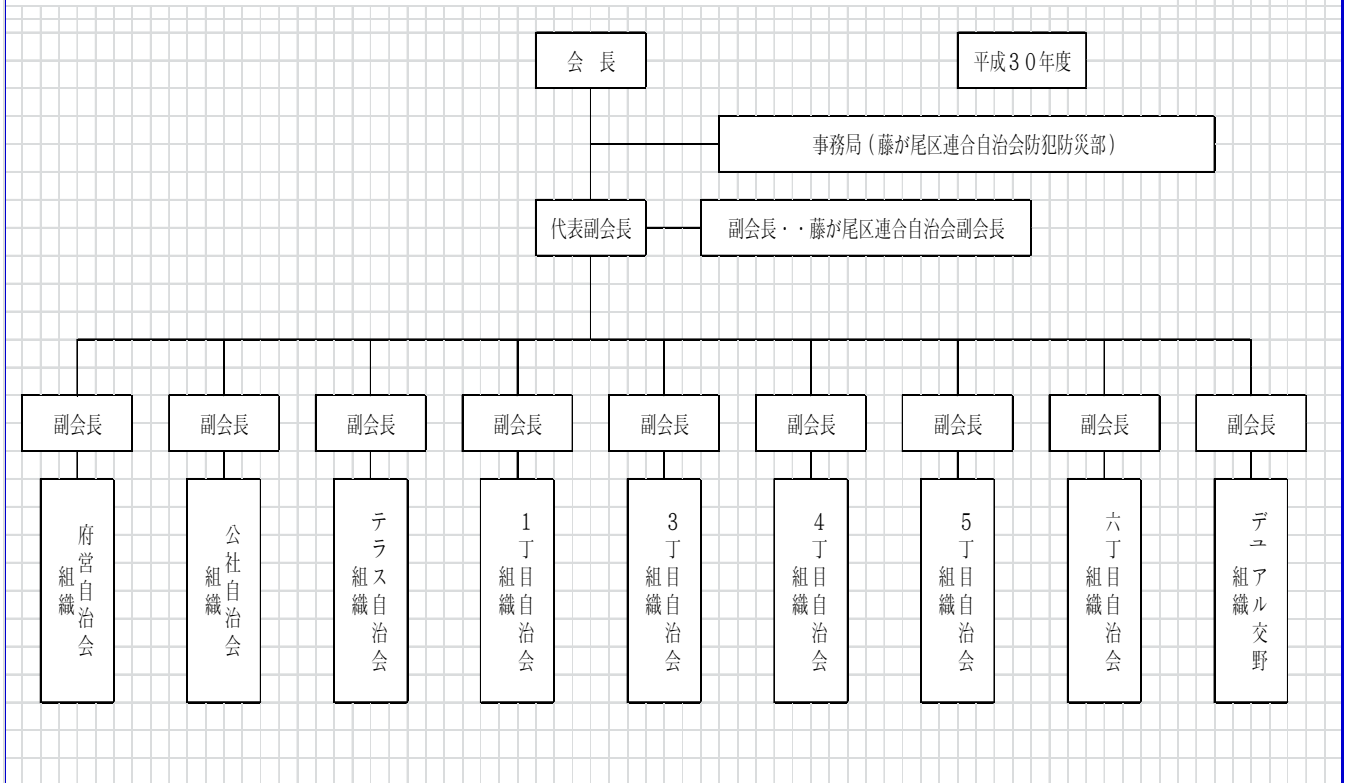 会 長
平成３０年度
事務局（藤が尾区連合自治会防犯防災部）
代表副会長
副会長・・藤が尾区連合自治会副会長
副会長
副会長
副会長
副会長
副会長
副会長
副会長
副会長
副会長
府営自治会
組織
公社自治会
組織
テラス自治会
組織
１丁目自治会
組織
３丁目自治会
組織
４丁目自治会
組織
５丁目自治会
組織
六丁目自治会
組織
デュアル交野
組織